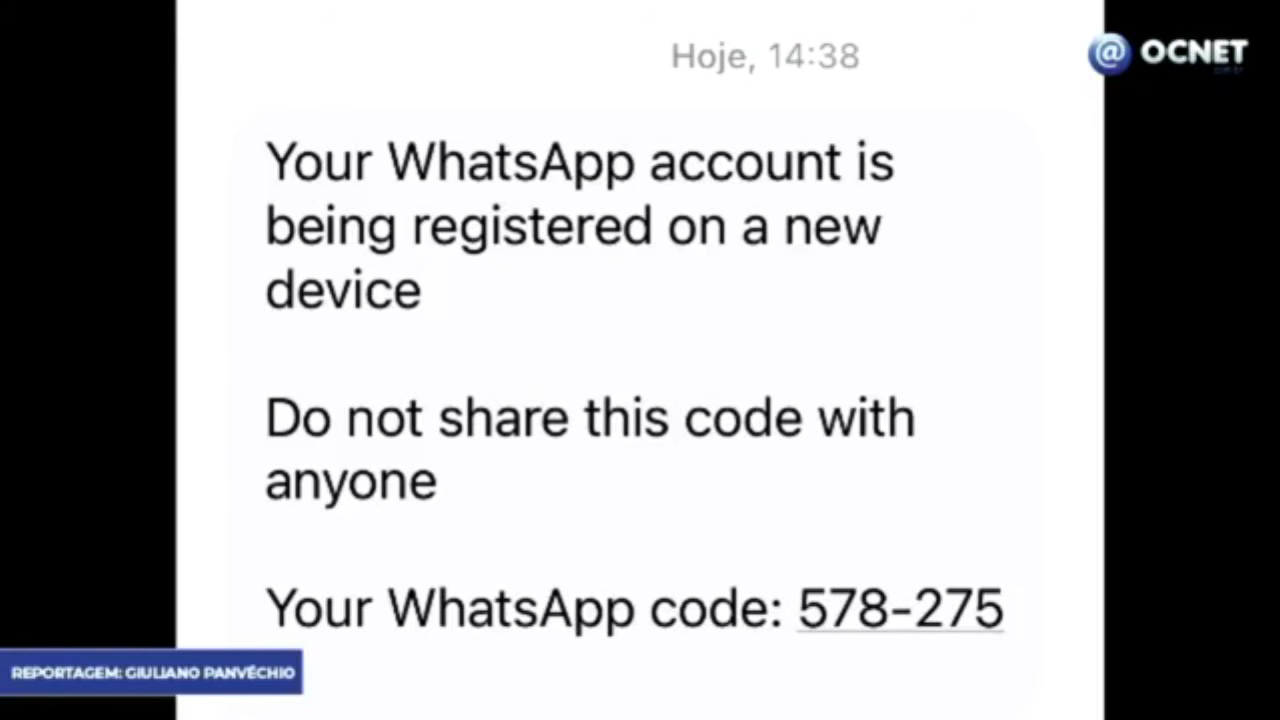 Hoje, 14:38
@ OCNET
Your WhatsApp account is
being registered on a new
device
Do not share this code with
anyone
Your WhatsApp code: 578-275
REPORTAGEM: GIULIANO PANVÉCHIO